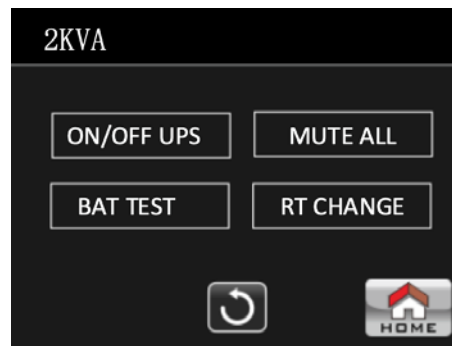 2KVA
ON/OFF UPS
MUTE ALL
BAT TEST
RT CHANGE
HOME